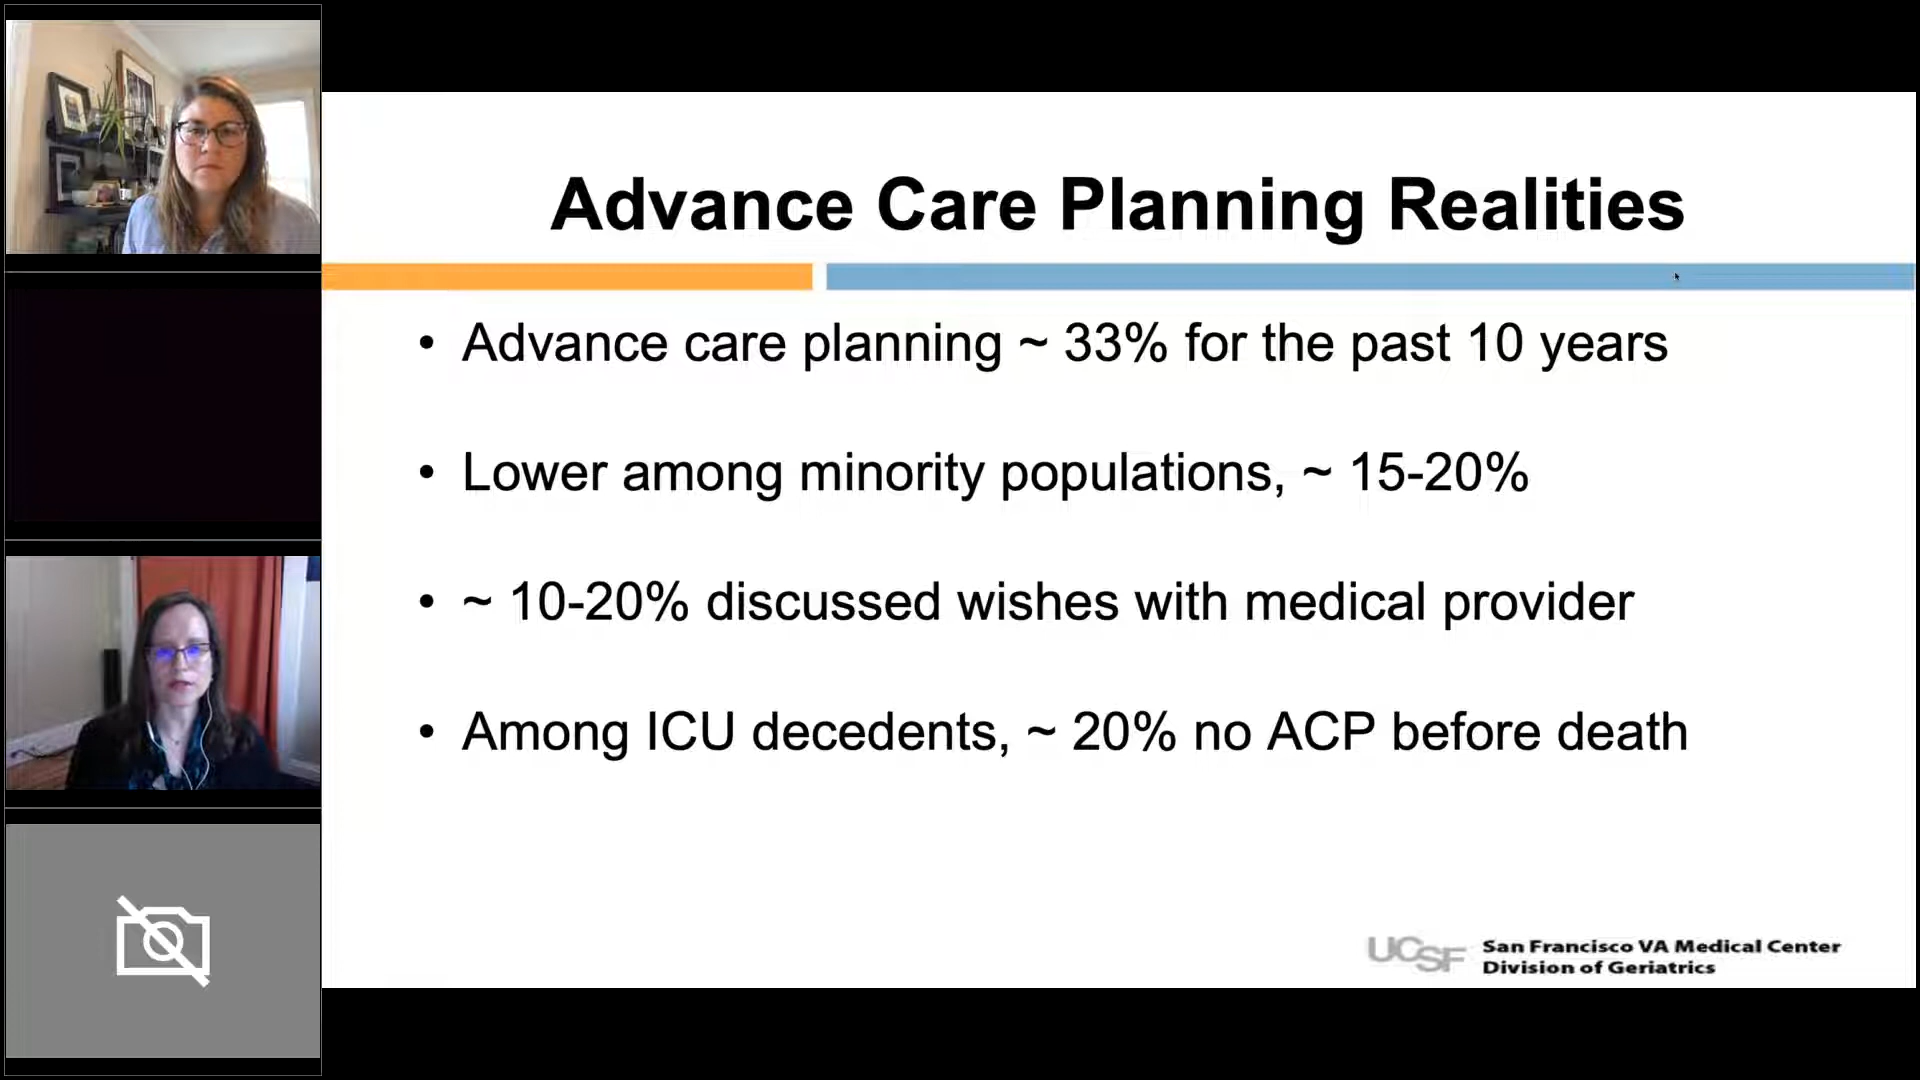 Advance Care Planning Realities
• Advance care planning ~ 33% for the past 10 years
• Lower among minority populations, ~ 15-20%
• ~ 10-20% discussed wishes with medical provider
• Among ICU decedents, ~ 20% no ACP before death
UCSF San Francisco VA Medical Center
Division of Geriatrics